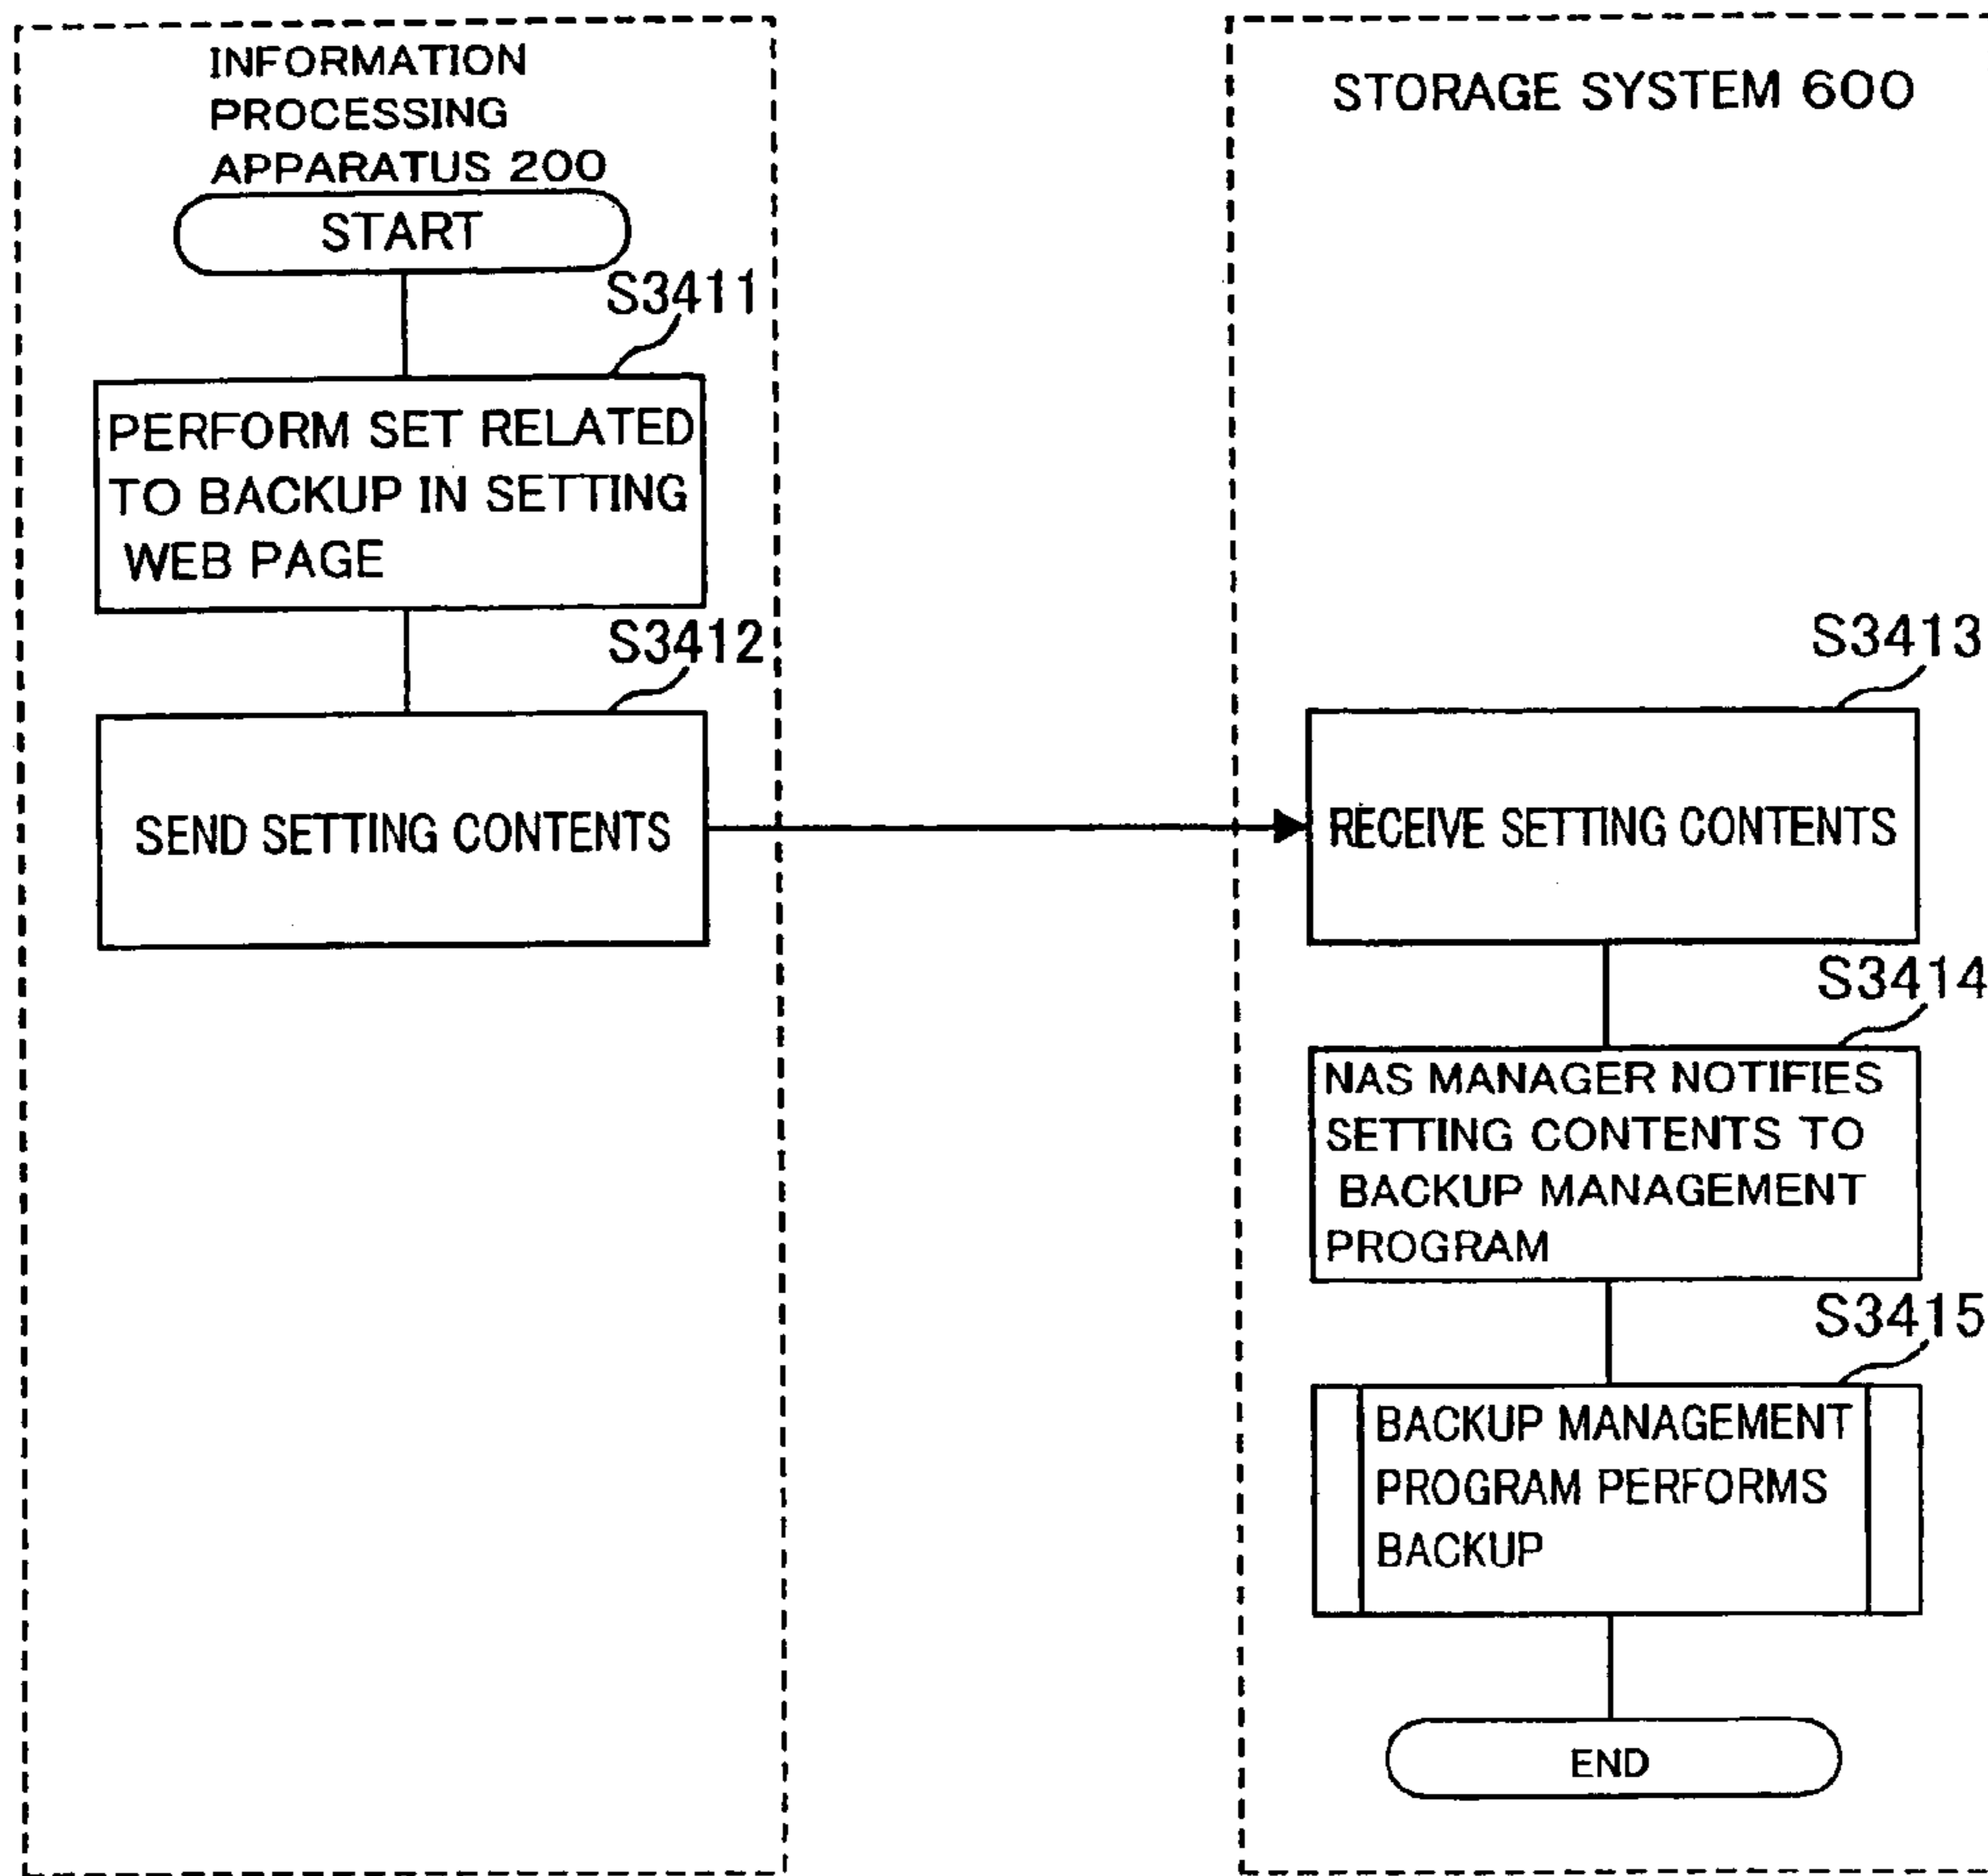 INFORMATION
PROCESSING
APPARATUS 200
START
S3411
PERFORM SET RELATED
TO BACKUP IN SETTING
WEB PAGE
S3412
SEND SETTING CONTENTS
STORAGE SYSTEM 600
S3413
RECEIVE SETTING CONTENTS
S3414
NAS MANAGER NOTIFIES
SETTING CONTENTS TO
BACKUP MANAGEMENT
PROGRAM
S3415
BACKUP MANAGEMENT
PROGRAM PERFORMS
BACKUP
END